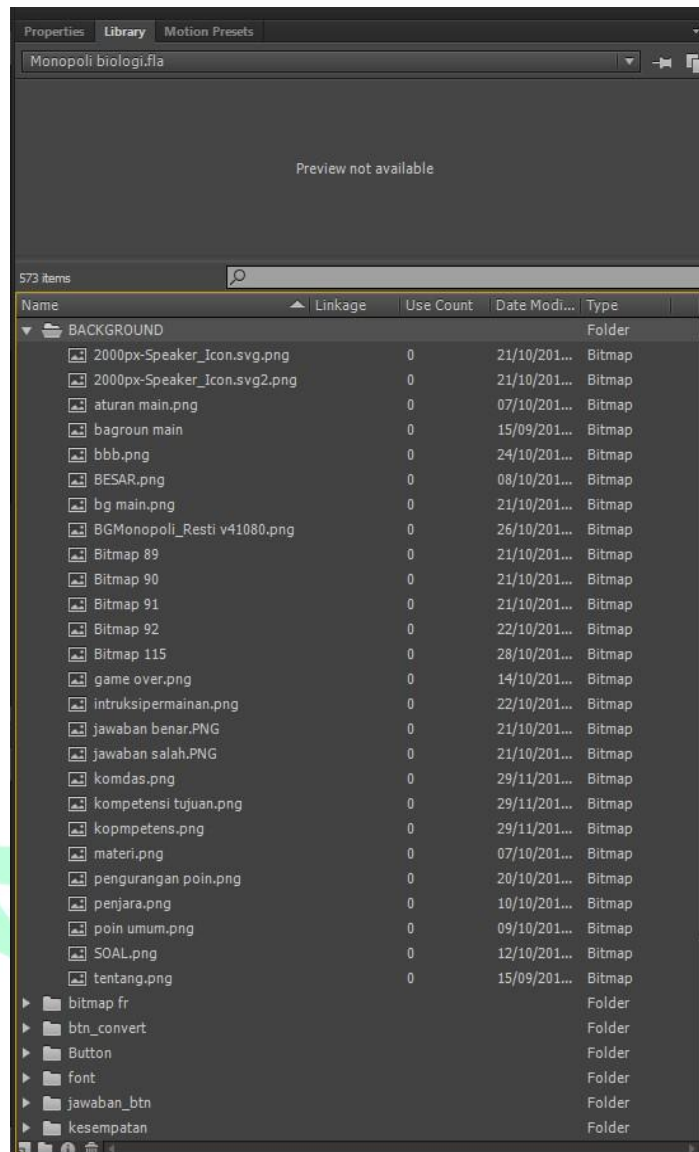 Properties Library Motion Presets
Monopoli biologi.fla
Preview not available
573 items
Name Linkage Use Count Date Modi... Type
BACKGROUND Folder
2000px-Speaker_Icon.svg.png 0 21/10/201... Bitmap
2000px-Speaker_Icon.svg2.png 0 21/10/201... Bitmap
aturan main.png 0 07/10/201... Bitmap
bagroun main 0 15/09/201... Bitmap
bbb.png 0 24/10/201... Bitmap
BESAR.png 0 08/10/201... Bitmap
bg main.png 0 21/10/201... Bitmap
BGMonopoli_Resti v41080.png 0 26/10/201... Bitmap
Bitmap 89 0 21/10/201... Bitmap
Bitmap 90 0 21/10/201... Bitmap
Bitmap 91 0 21/10/201... Bitmap
Bitmap 92 0 22/10/201... Bitmap
Bitmap 115 0 28/10/201... Bitmap
game over.png 0 14/10/201... Bitmap
intruksipermainan.png 0 22/10/201... Bitmap
jawaban benar.PNG 0 21/10/201... Bitmap
jawaban salah.PNG 0 21/10/201... Bitmap
komdas.png 0 29/11/201... Bitmap
kompetensi tujuan.png 0 29/11/201... Bitmap
kopmpetens.png 0 29/11/201... Bitmap
materi.png 0 07/10/201... Bitmap
pengurangan poin.png 0 20/10/201... Bitmap
penjara.png 0 10/10/201... Bitmap
poin umum.png 0 09/10/201... Bitmap
SOAL.png 0 12/10/201... Bitmap
tentang.png 0 15/09/201... Bitmap
bitmap fr Folder
btn_convert Folder
Button Folder
font Folder
jawaban_btn Folder
kesempatan Folder